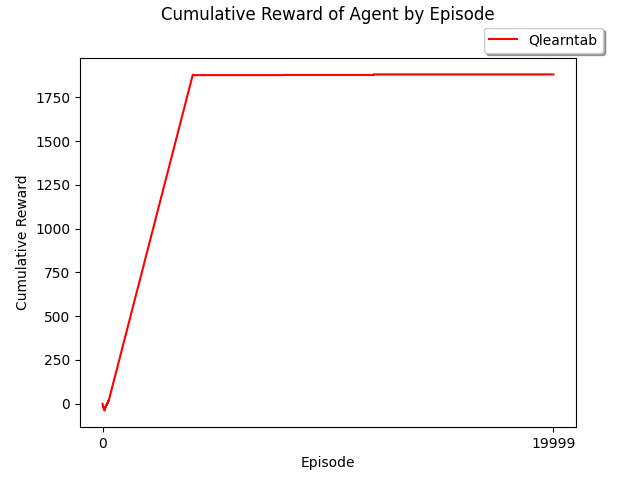 Cumulative Reward of Agent by Episode
Qlearntab
1750
1500
1250
1000
750
500
250
0
Cumulative Reward
0 19999
Episode